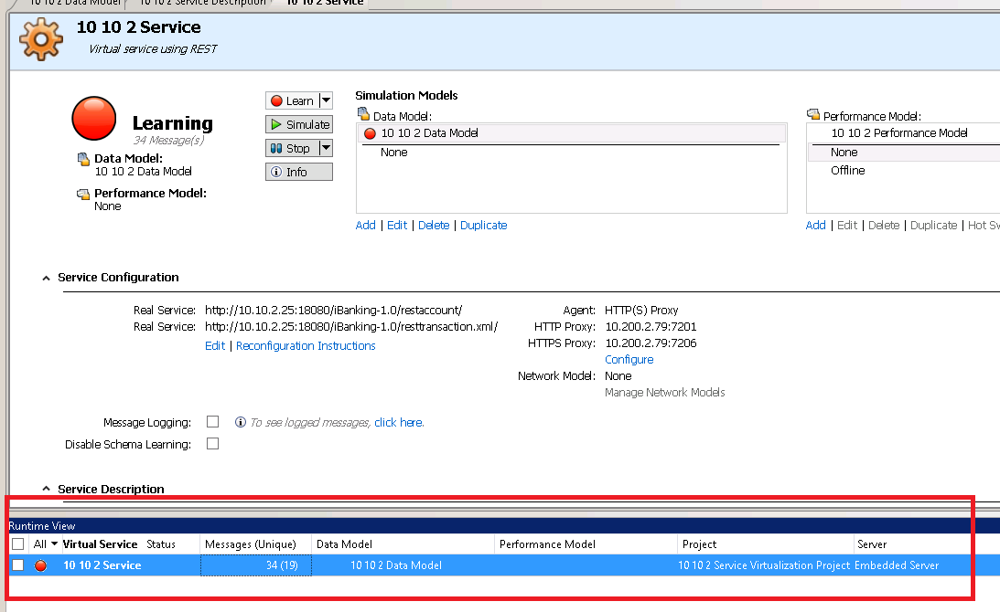 10 10 2 Data Model 10 10 2 Service Description 10 10 2 Service
10 10 2 Service
Virtual service using REST
Learning
34 Message(s)
Data Model:
10 10 2 Data Model
Performance Model:
None
Learn
Simulate
Stop
Info
Simulation Models
Data Model:
10 10 2 Data Model
None
Add | Edit | Delete | Duplicate
Performance Model:
10 10 2 Performance Model
None
Offline
Add | Edit | Delete | Duplicate | Hot Sw
Service Configuration
Real Service: http://10.10.2.25:18080/iBanking-1.0/restaccount/
Real Service: http://10.10.2.25:18080/iBanking-1.0/resttransaction.xml/
Edit | Reconfiguration Instructions
Agent: HTTP(S) Proxy
HTTP Proxy: 10.200.2.79:7201
HTTPS Proxy: 10.200.2.79:7206
Configure
Network Model: None
Manage Network Models
Message Logging: To see logged messages, click here.
Disable Schema Learning:
Service Description
Runtime View
All Virtual Service Status Messages (Unique) Data Model Performance Model Project Server
10 10 2 Service 34 (19) 10 10 2 Data Model 10 10 2 Service Virtualization Project Embedded Server